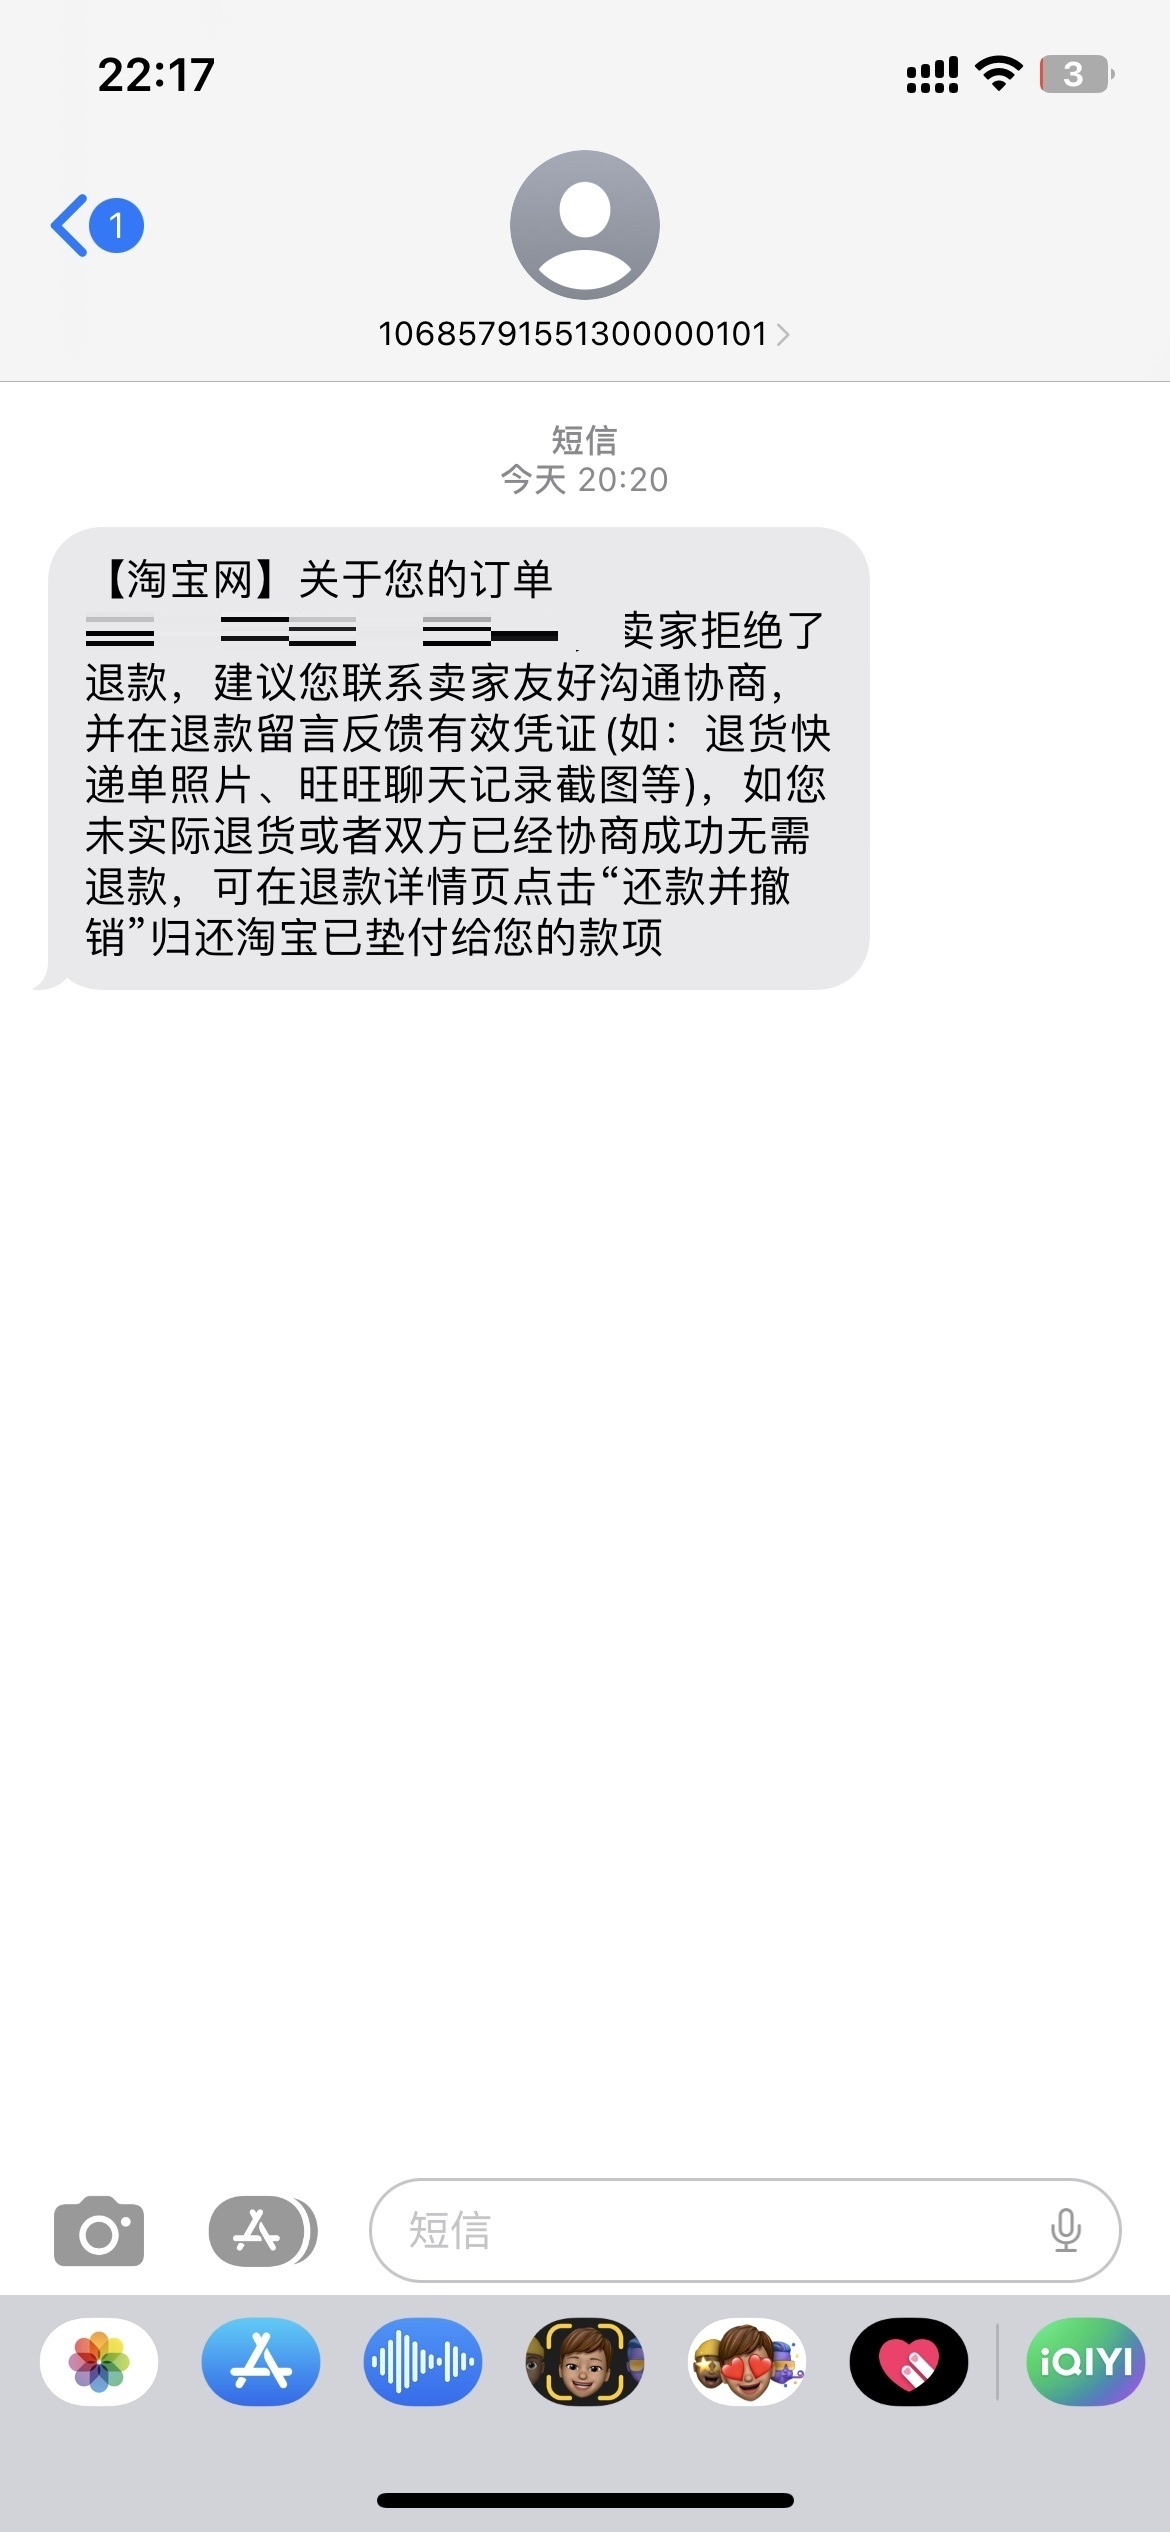 22:17
3
1
10685791551300000101
短信
今天 20:20
【淘宝网】关于您的订单
，卖家拒绝了
退款，建议您联系卖家友好沟通协商，
并在退款留言反馈有效凭证(如：退货快
递单照片、旺旺聊天记录截图等)，如您
未实际退货或者双方已经协商成功无需
退款，可在退款详情页点击“还款并撤
销”归还淘宝已垫付给您的款项
短信
iQIYI